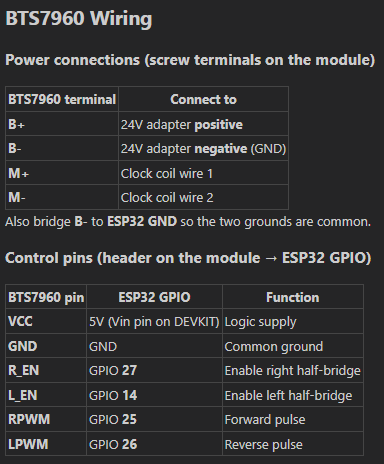 BTS7960 Wiring
Power connections (screw terminals on the module)
BTS7960 terminal Connect to
B+ 24V adapter positive
B- 24V adapter negative (GND)
M+ Clock coil wire 1
M- Clock coil wire 2
Also bridge B- to ESP32 GND so the two grounds are common.
Control pins (header on the module → ESP32 GPIO)
BTS7960 pin ESP32 GPIO Function
VCC 5V (Vin pin on DEVKIT) Logic supply
GND GND Common ground
R_EN GPIO 27 Enable right half-bridge
L_EN GPIO 14 Enable left half-bridge
RPWM GPIO 25 Forward pulse
LPWM GPIO 26 Reverse pulse